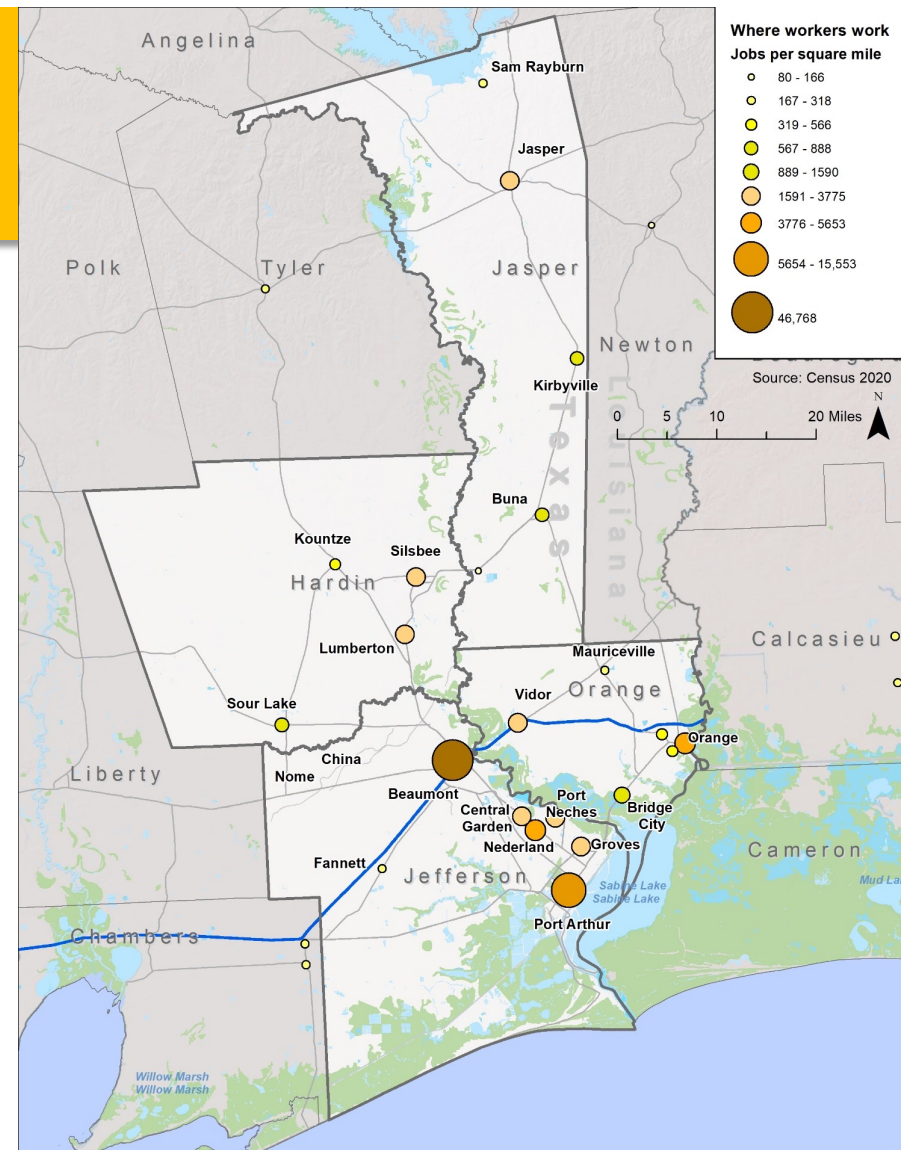 Where workers work
Jobs per square mile
80 - 166
167 - 318
319 - 566
567 - 888
889 - 1590
1591 - 3775
3776 - 5653
5654 - 15,553
46,768
Source: Census 2020
N
0 5 10 20 Miles
Angelina
Sam Rayburn
Jasper
Polk
Tyler
Jasper
Newton
Kirbyville
Texas
Louisiana
Buna
Kountze
Silsbee
Hardin
Lumberton
Calcasieu
Mauriceville
Vidor
Orange
Sour Lake
Orange
China
Liberty
Nome
Beaumont
Port
Neches
Bridge
City
Central
Garden
Nederland
Groves
Cameron
Fannett
Jefferson
Sabine Lake
Sabine Lake
Port Arthur
Chambers
Willow Marsh
Willow Marsh